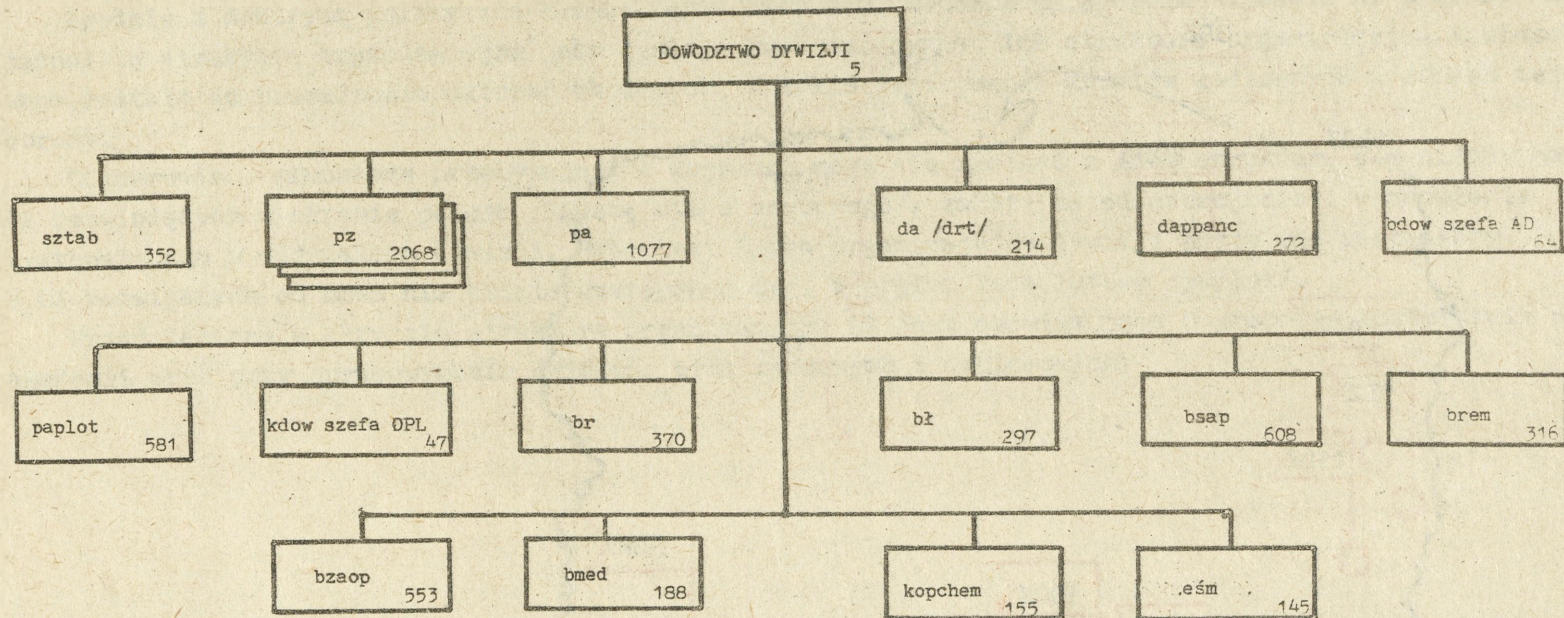 DOWÓDZTWO DYWIZJI
5
sztab
352
pz
2068
pa
1077
da /drt/
214
dappanc
272
bdow szefa AD
64
paplot
581
kdow szefa OPL
47
br
370
bł
297
bsap
608
brem
316
bzaop
553
bmed
188
kopchem
155
eśm
145